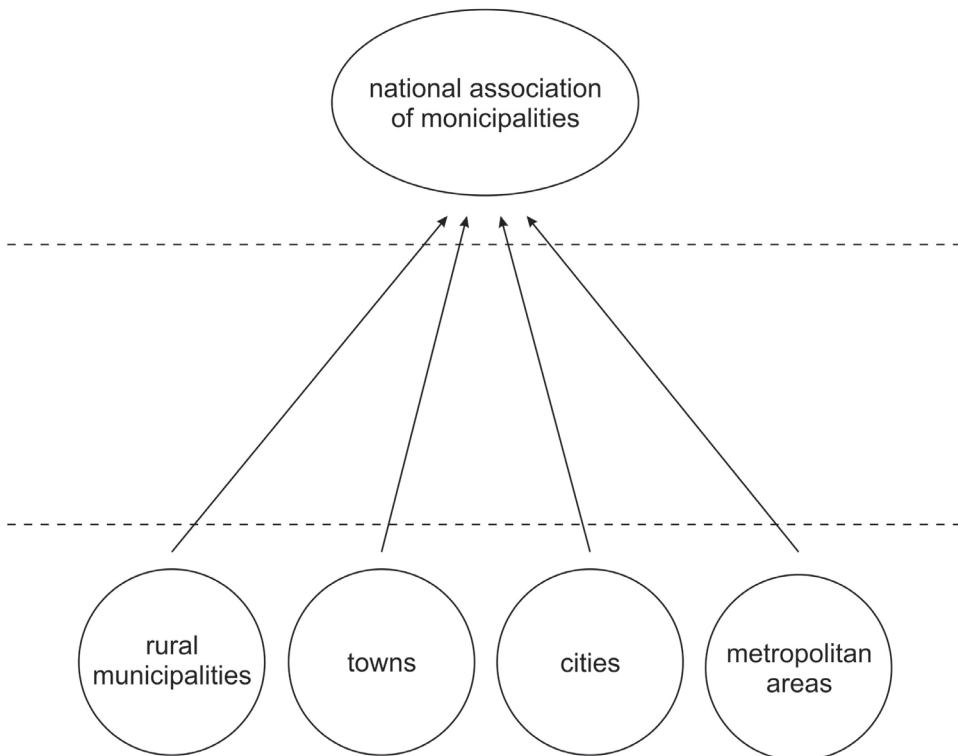 national association
of monicipalities
rural
municipalities
towns
cities
metropolitan
areas